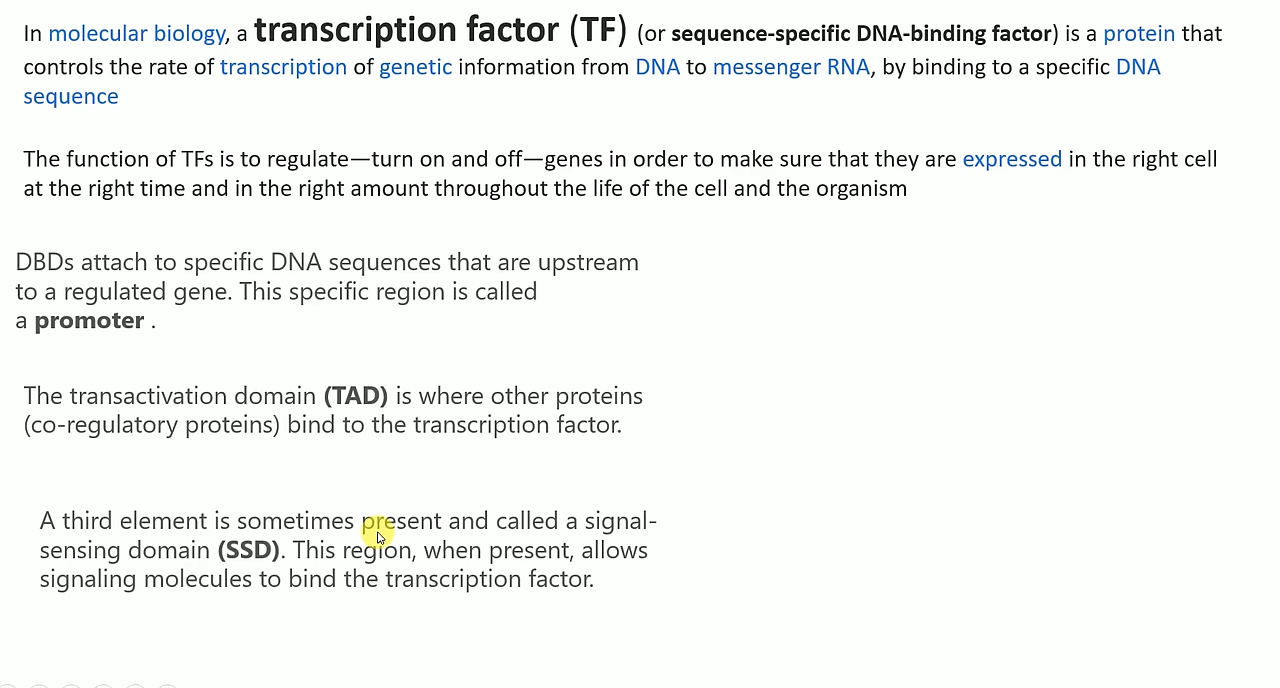 In molecular biology, a transcription factor (TF) (or sequence-specific DNA-binding factor) is a protein that
controls the rate of transcription of genetic information from DNA to messenger RNA, by binding to a specific DNA
sequence
The function of TFs is to regulate—turn on and off—genes in order to make sure that they are expressed in the right cell
at the right time and in the right amount throughout the life of the cell and the organism
DBDs attach to specific DNA sequences that are upstream
to a regulated gene. This specific region is called
a promoter .
The transactivation domain (TAD) is where other proteins
(co-regulatory proteins) bind to the transcription factor.
A third element is sometimes present and called a signal-
sensing domain (SSD). This region, when present, allows
signaling molecules to bind the transcription factor.